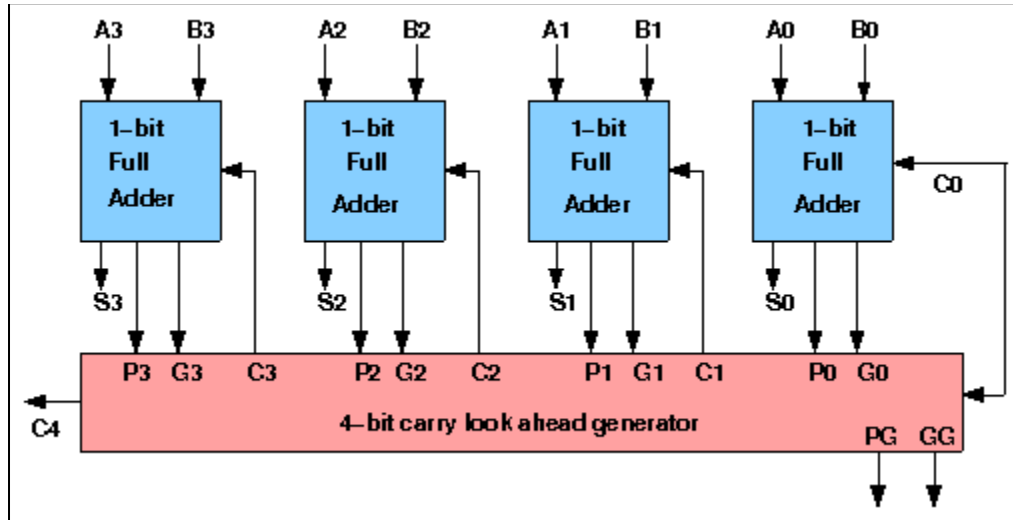 A3 B3 A2 B2 A1 B1 A0 B0
1-bit Full Adder
1-bit Full Adder
1-bit Full Adder
1-bit Full Adder
C0
S3 S2 S1 S0
P3 G3 C3 P2 G2 C2 P1 G1 C1 P0 G0
C4
4-bit carry look ahead generator
PG GG